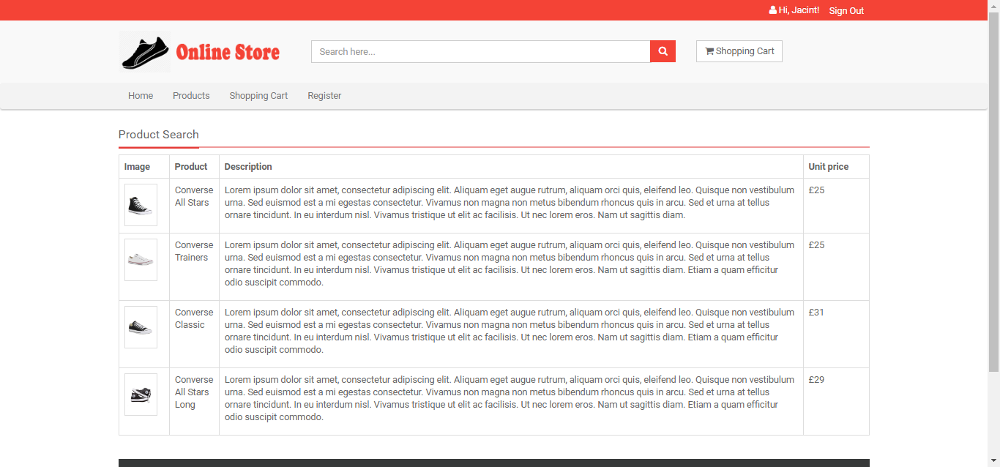 Hi, Jacint! Sign Out
Online Store
Search here...
Shopping Cart
Home Products Shopping Cart Register
Product Search
Image Product Description Unit price
Converse All Stars
Lorem ipsum dolor sit amet, consectetur adipiscing elit. Aliquam eget augue rutrum, aliquam orci quis, eleifend leo. Quisque non vestibulum
urna. Sed euismod est a mi egestas consectetur. Vivamus non magna non metus bibendum rhoncus quis in arcu. Sed et urna at tellus
ornare tincidunt. In eu interdum nisl. Vivamus tristique ut elit ac facilisis. Ut nec lorem eros. Nam ut sagittis diam.
£25
Converse
Trainers
Lorem ipsum dolor sit amet, consectetur adipiscing elit. Aliquam eget augue rutrum, aliquam orci quis, eleifend leo. Quisque non vestibulum
urna. Sed euismod est a mi egestas consectetur. Vivamus non magna non metus bibendum rhoncus quis in arcu. Sed et urna at tellus
ornare tincidunt. In eu interdum nisl. Vivamus tristique ut elit ac facilisis. Ut nec lorem eros. Nam ut sagittis diam. Etiam a quam efficitur
odio suscipit commodo.
£25
Converse
Classic
Lorem ipsum dolor sit amet, consectetur adipiscing elit. Aliquam eget augue rutrum, aliquam orci quis, eleifend leo. Quisque non vestibulum
urna. Sed euismod est a mi egestas consectetur. Vivamus non magna non metus bibendum rhoncus quis in arcu. Sed et urna at tellus
ornare tincidunt. In eu interdum nisl. Vivamus tristique ut elit ac facilisis. Ut nec lorem eros. Nam ut sagittis diam. Etiam a quam efficitur
odio suscipit commodo.
£31
Converse
All Stars
Long
Lorem ipsum dolor sit amet, consectetur adipiscing elit. Aliquam eget augue rutrum, aliquam orci quis, eleifend leo. Quisque non vestibulum
urna. Sed euismod est a mi egestas consectetur. Vivamus non magna non metus bibendum rhoncus quis in arcu. Sed et urna at tellus
ornare tincidunt. In eu interdum nisl. Vivamus tristique ut elit ac facilisis. Ut nec lorem eros. Nam ut sagittis diam. Etiam a quam efficitur
odio suscipit commodo.
£29